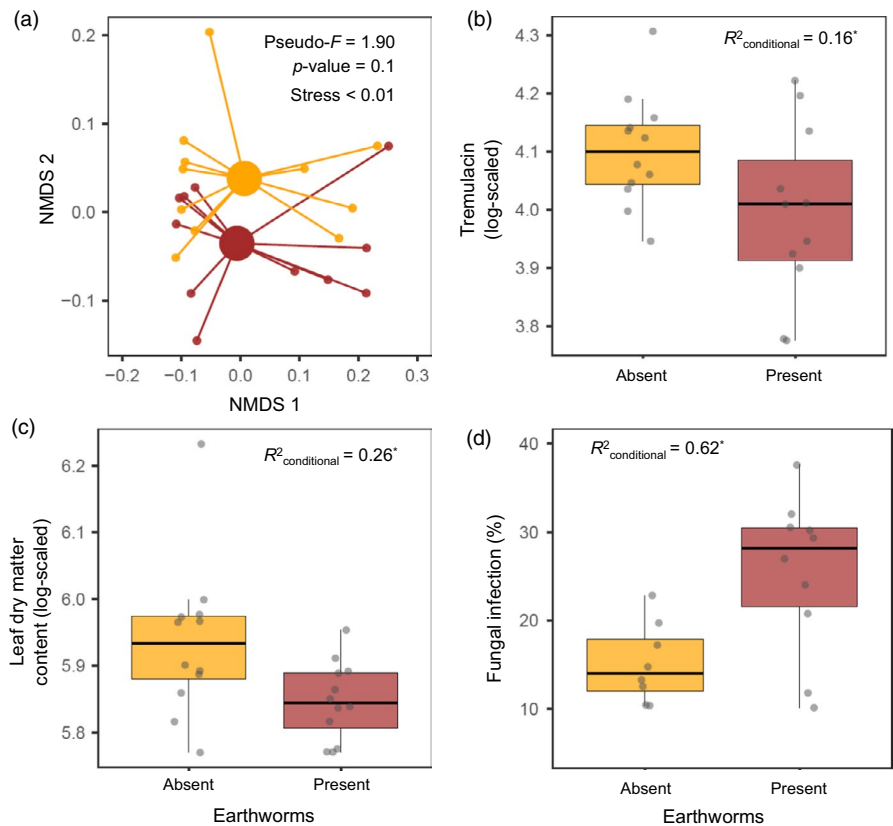 (a)
Pseudo-F = 1.90
p-value = 0.1
Stress < 0.01
NMDS 2
0.2
0.1
0.0
−0.1
−0.2
−0.1
0.0
0.1
0.2
0.3
NMDS 1
(b)
R²conditional = 0.16*
Tremulacin
(log-scaled)
4.3
4.2
4.1
4.0
3.9
3.8
Absent
Present
(c)
R²conditional = 0.26*
Leaf dry matter
content (log-scaled)
6.2
6.1
6.0
5.9
5.8
Absent
Present
Earthworms
(d)
R²conditional = 0.62*
Fungal infection (%)
40
30
20
10
Absent
Present
Earthworms